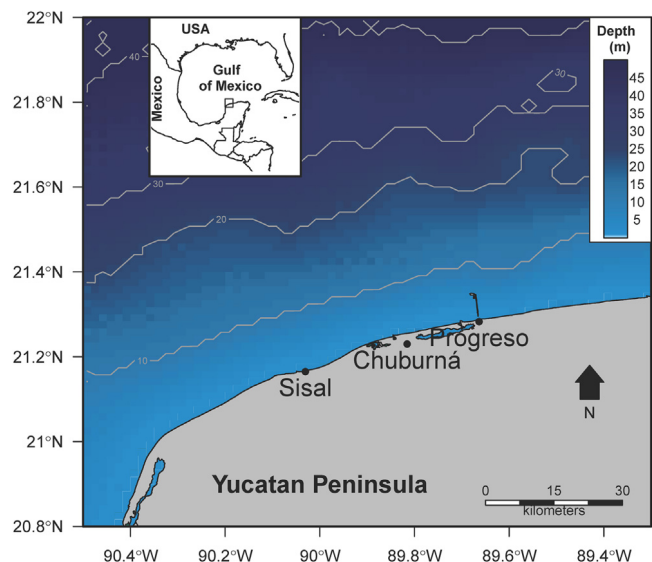 22°N
21.8°N
21.6°N
21.4°N
21.2°N
21°N
20.8°N
90.4°W
90.2°W
90°W
89.8°W
89.6°W
89.4°W
USA
Gulf
of Mexico
Mexico
Depth
(m)
45
40
35
30
25
20
15
10
5
40
30
30
20
10
Progreso
Chuburná
Sisal
N
Yucatan Peninsula
0
15
30
kilometers